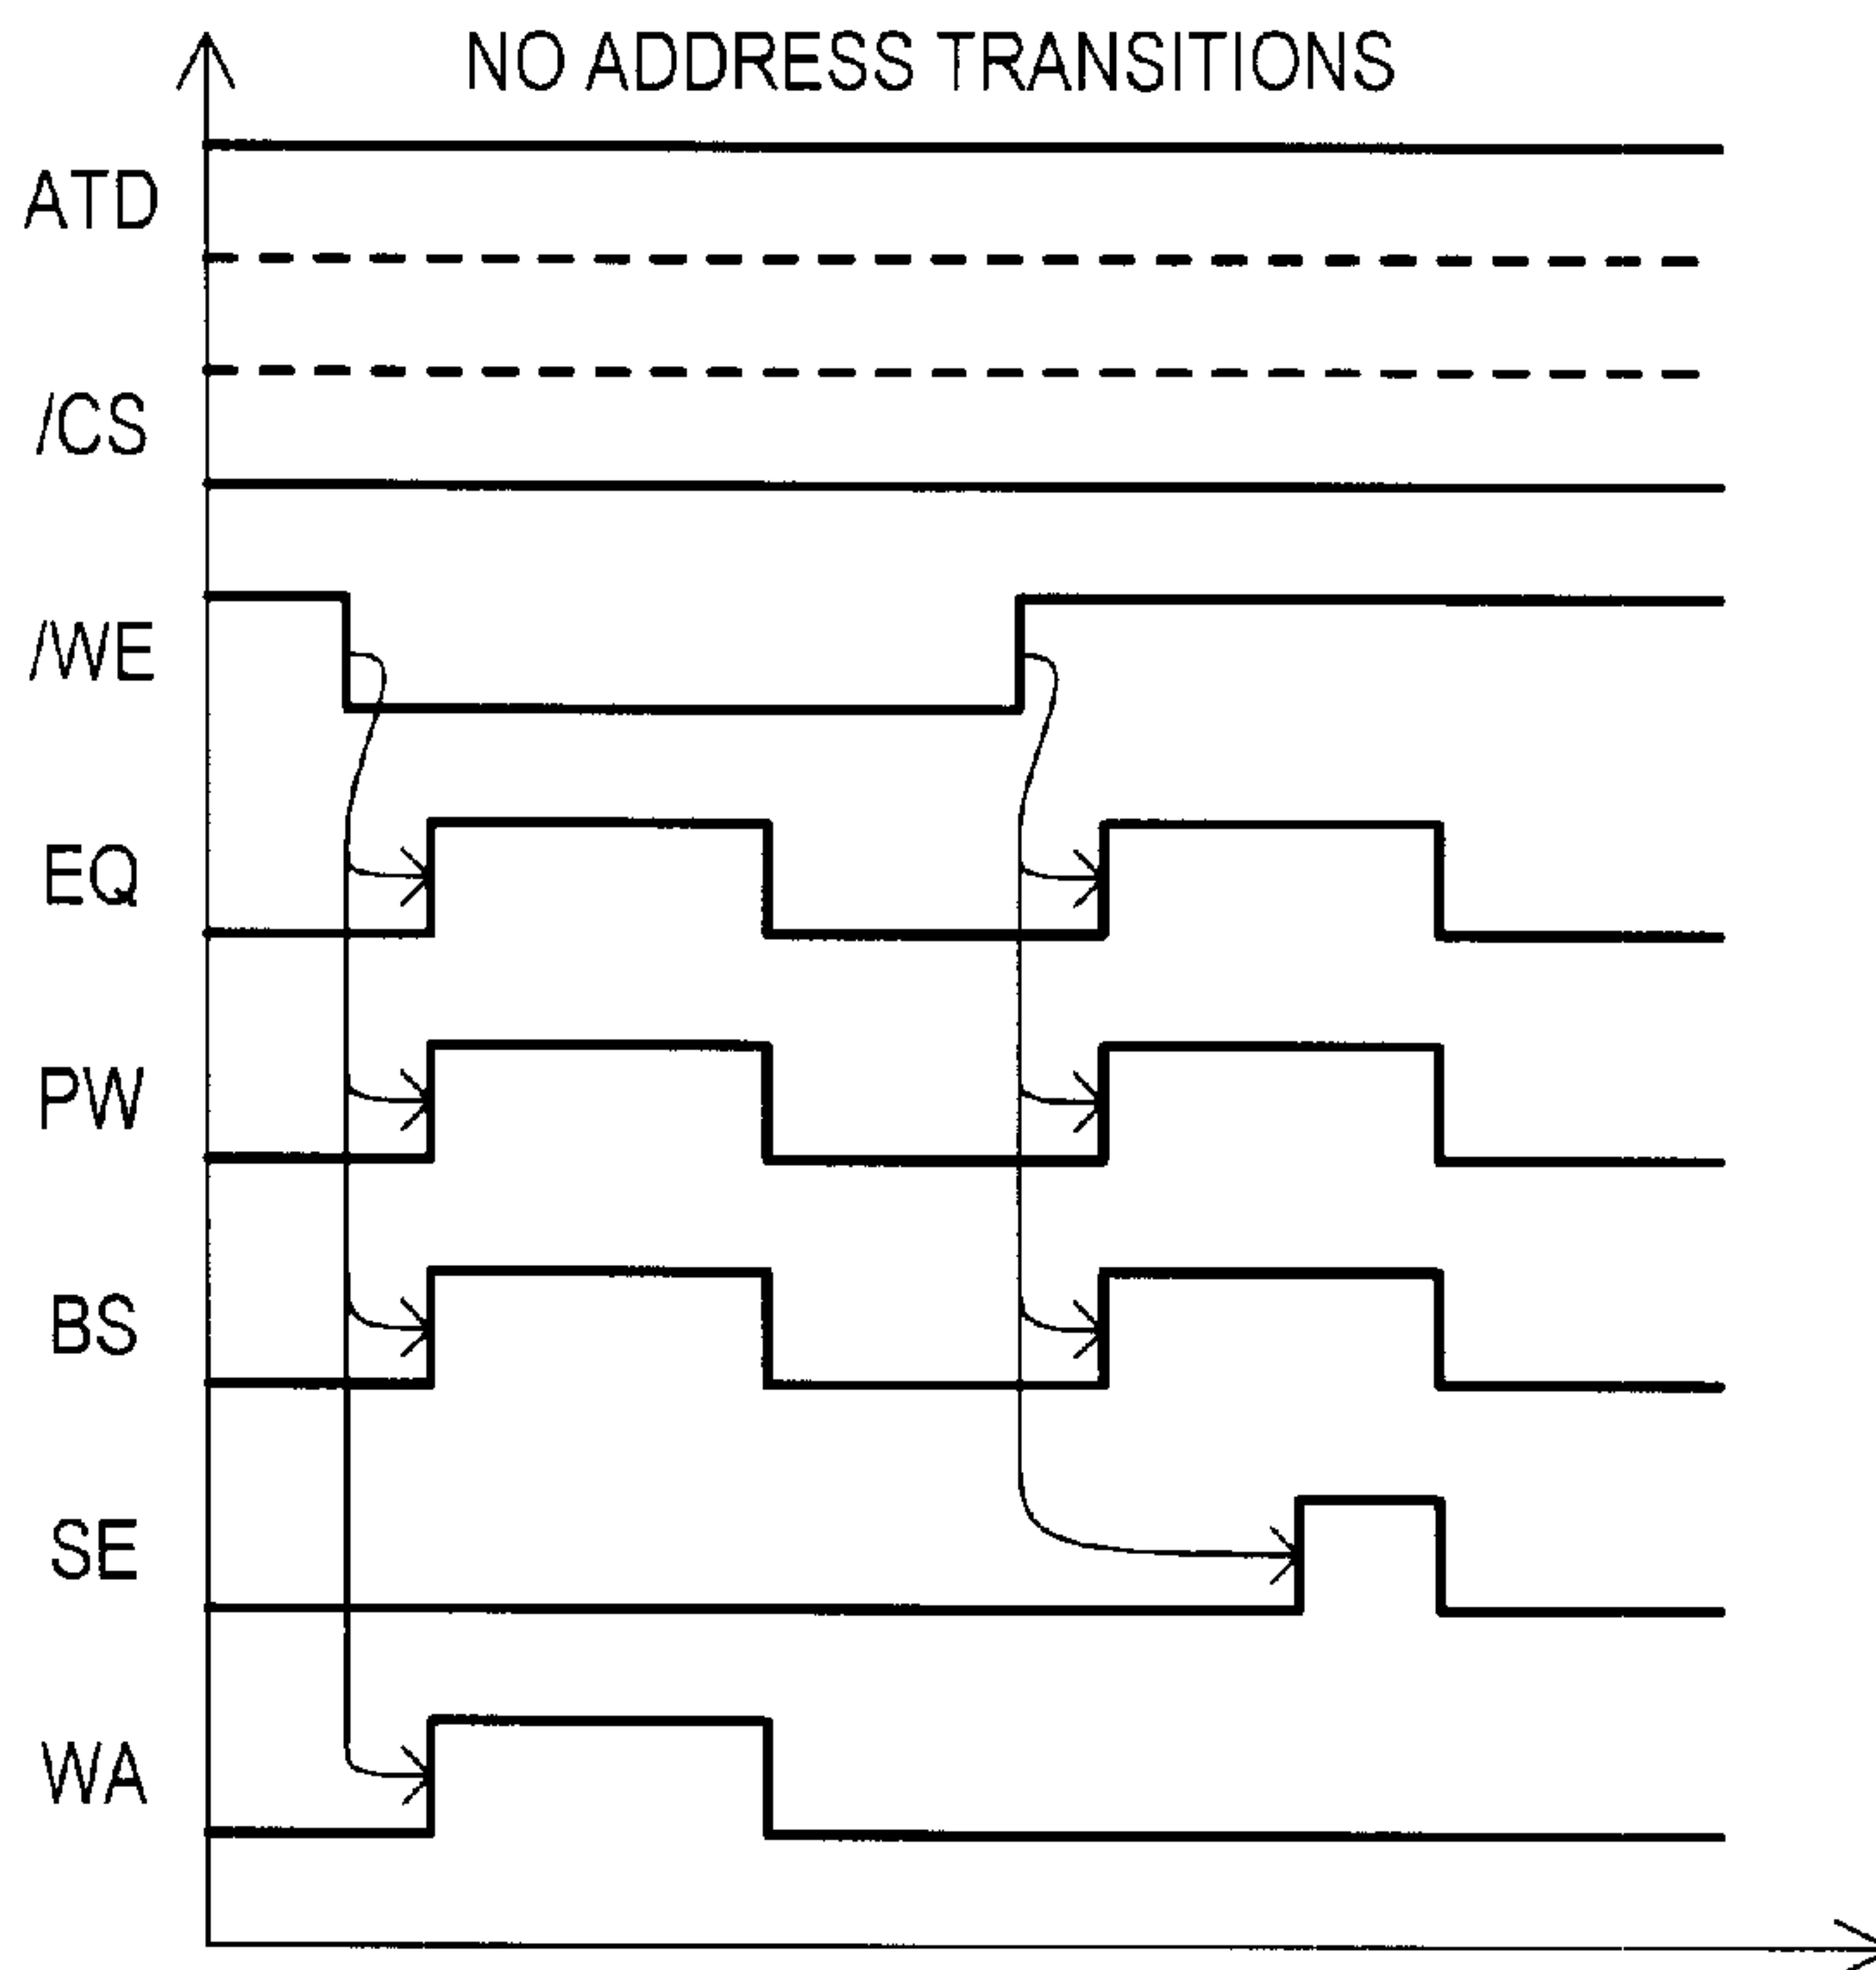 NO ADDRESS TRANSITIONS
ATD
/CS
/WE
EQ
PW
BS
SE
WA